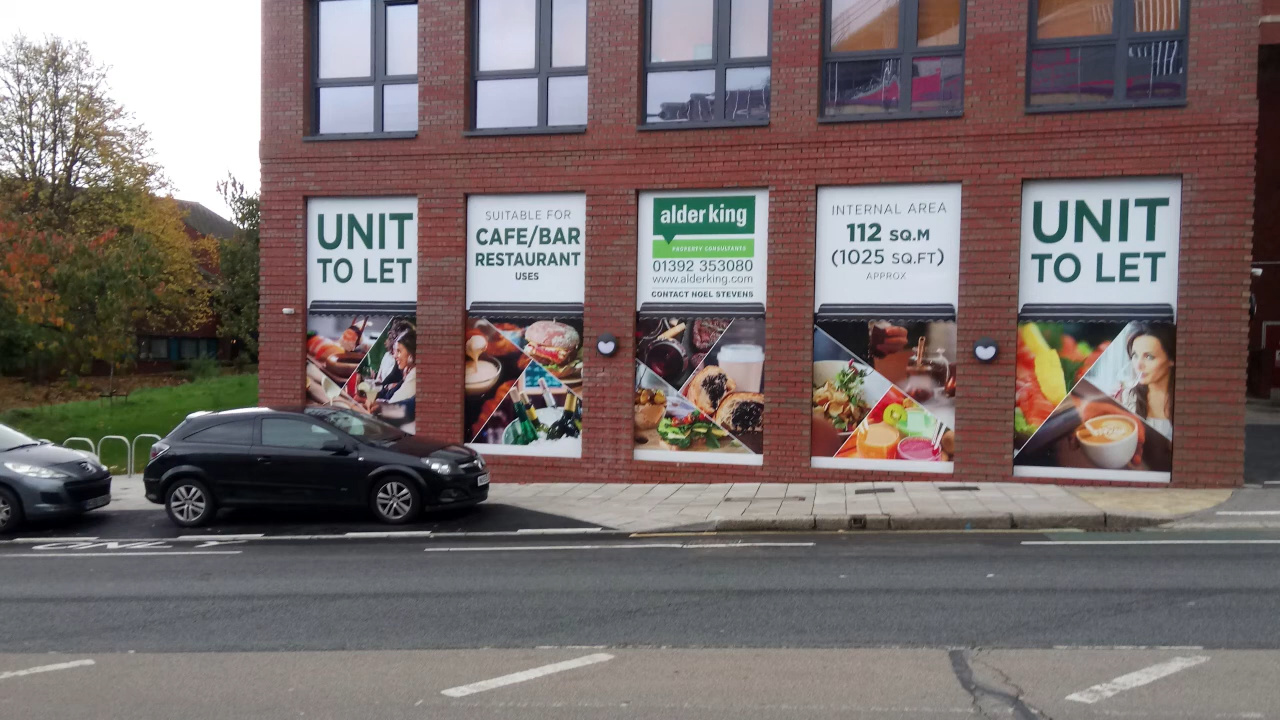 UNIT
TO LET
SUITABLE FOR
CAFE/BAR
RESTAURANT
USES
alder king
PROPERTY CONSULTANTS
01392 353080
www.alderking.com
CONTACT NOEL STEVENS
INTERNAL AREA
112 SQ.M
(1025 SQ.FT)
APPROX
UNIT
TO LET